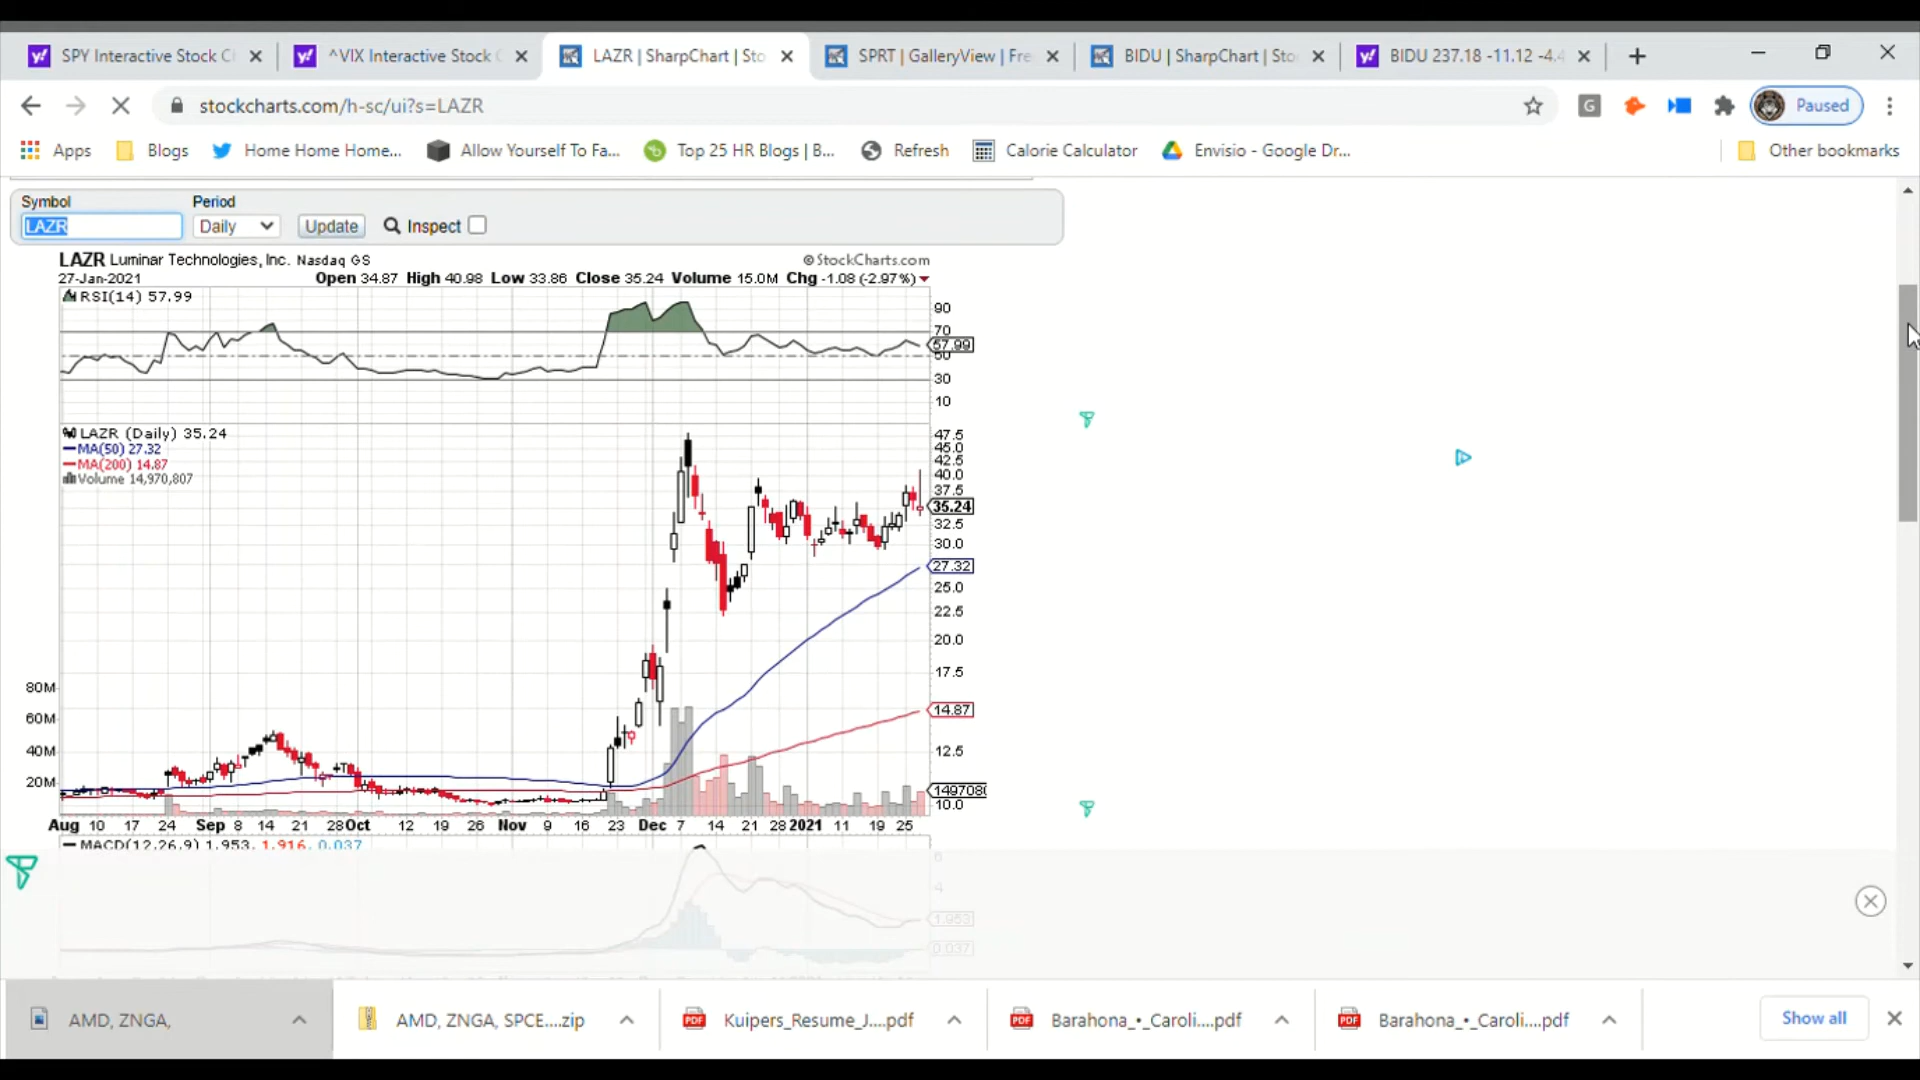 SPY Interactive Stock C
^VIX Interactive Stock
LAZR | SharpChart | Sto
SPRT | GalleryView | Fre
BIDU | SharpChart | Sto
BIDU 237.18 -11.12 -4.4
stockcharts.com/h-sc/ui?s=LAZR
G
Paused
Apps
Blogs
Home Home Home...
Allow Yourself To Fa...
Top 25 HR Blogs | B...
Refresh
Calorie Calculator
Envisio - Google Dr...
Other bookmarks
Symbol
Period
LAZR
Daily
Update
Inspect
LAZR Luminar Technologies, Inc. Nasdaq GS
© StockCharts.com
27-Jan-2021
Open 34.87 High 40.98 Low 33.86 Close 35.24 Volume 15.0M Chg -1.08 (-2.97%)
RSI(14) 57.99
90
70
57.99
50
30
10
LAZR (Daily) 35.24
MA(50) 27.32
MA(200) 14.87
Volume 14,970,807
47.5
45.0
42.5
40.0
37.5
35.24
32.5
30.0
27.32
25.0
22.5
20.0
17.5
14.87
12.5
10.0
80M
60M
40M
20M
Aug 10 17 24 Sep 8 14 21 28 Oct 12 19 26 Nov 9 16 23 Dec 7 14 21 28 2021 11 19 25
MACD(12,26,9) 1.953, 1.916, 0.037
4
1.953
0.037
AMD, ZNGA,
AMD, ZNGA, SPCE....zip
Kuipers_Resume_J....pdf
Barahona_•_Caroli....pdf
Barahona_•_Caroli....pdf
Show all